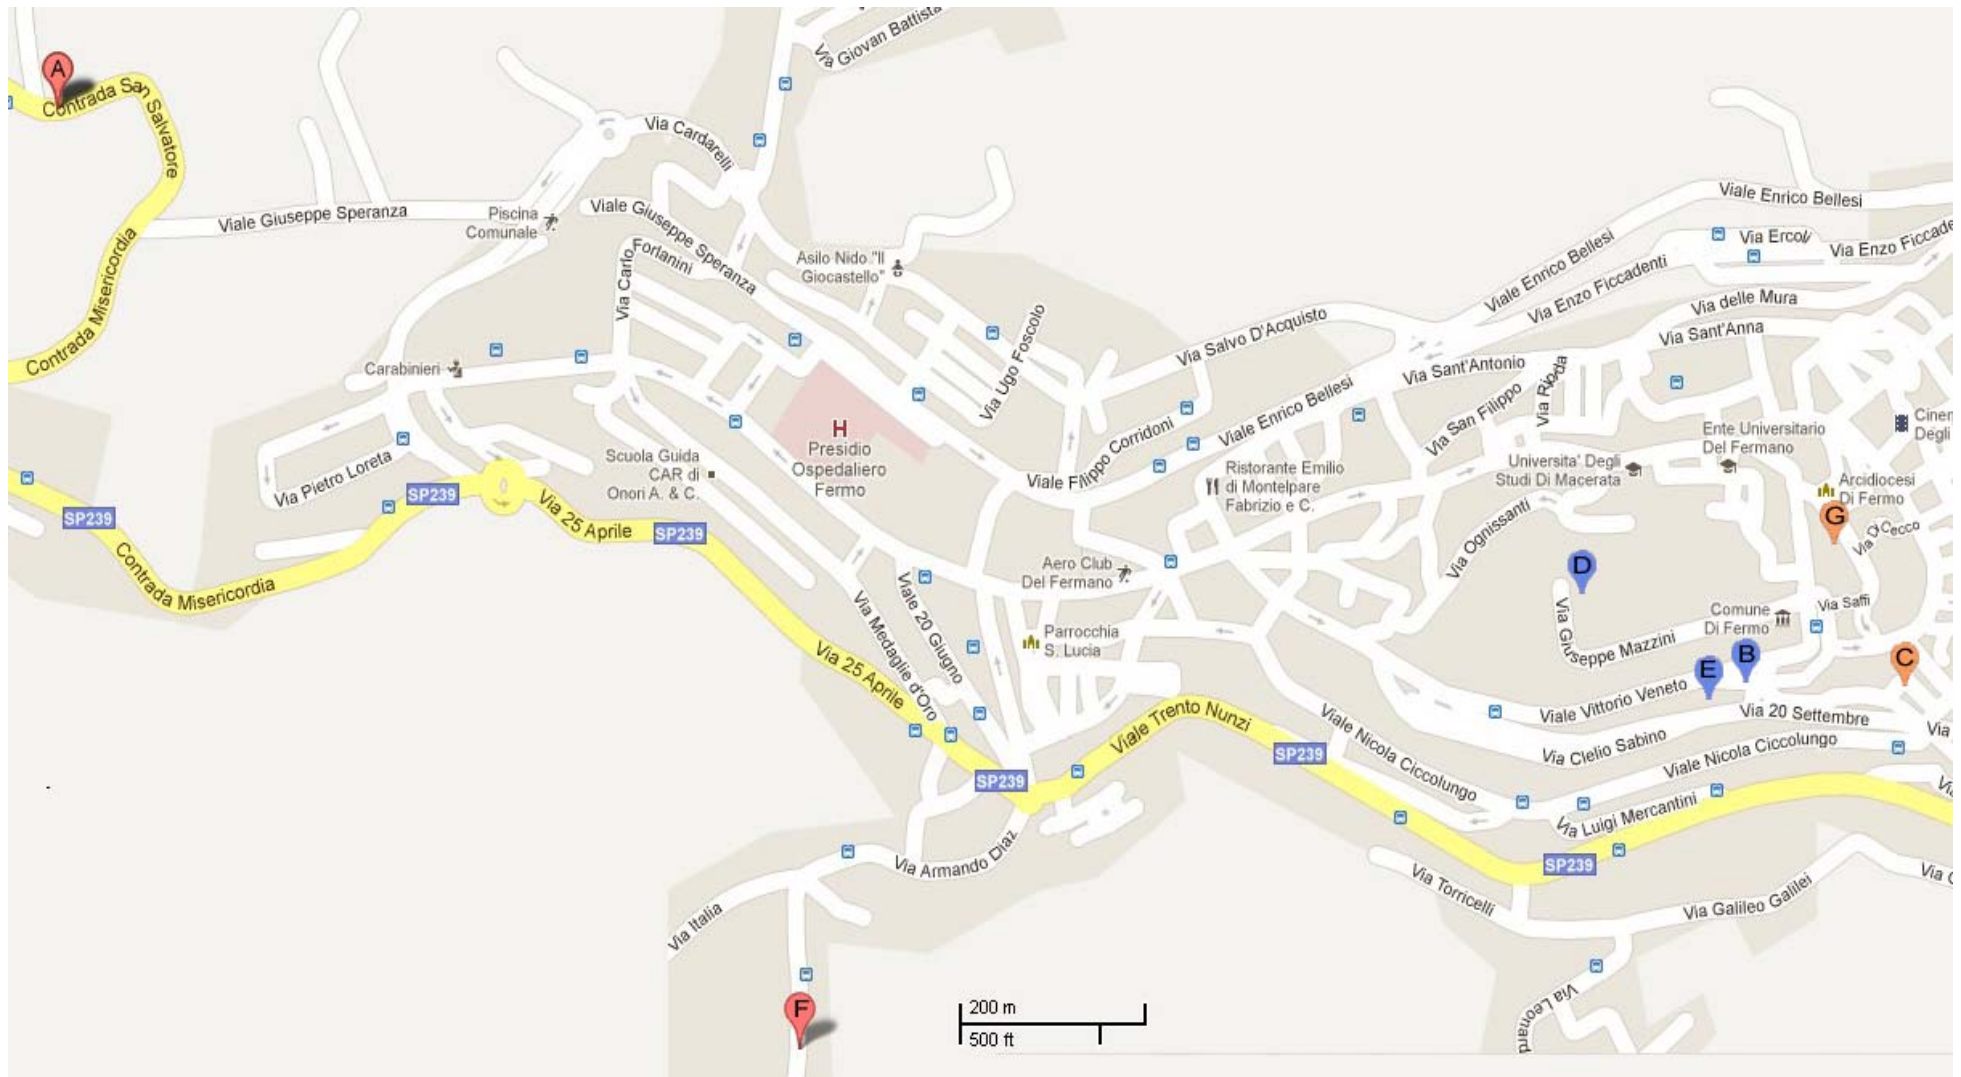 Via Giovan Battista
A
Contrada San Salvatore
Via Cardarelli
Viale Enrico Bellesi
Viale Giuseppe Speranza
Piscina
Comunale
Viale Giuseppe Speranza
Via Ercol
Via Enzo Ficcade
Contrada Misericordia
Via Carlo
Forlanini
Asilo Nido "Il
Giocastello"
Viale Enrico Bellesi
Via Enzo Ficcadenti
Via delle Mura
Via Ugo Foscolo
Via Salvo D'Acquisto
Via Sant'Anna
Carabinieri
Via Sant'Antonio
Viale Enrico Bellesi
Via San Filippo
H
Presidio
Ospedaliero
Fermo
Viale Filippo Corridoni
Ente Universitario
Del Fermano
Cinem
Degli
Scuola Guida
CAR di
Onori A. & C.
Via Pietro Loreta
Ristorante Emilio
di Montelpare
Fabrizio e C.
Universita' Degli
Studi Di Macerata
Arcidiocesi
Di Fermo
G
SP239
SP239
Via 25 Aprile
SP239
Via Ognissanti
Contrada Misericordia
Aero Club
Del Fermano
D
Viale 20 Giugno
Via Medaglie d'Oro
Parrocchia
S. Lucia
Via Giuseppe Mazzini
Comune
Di Fermo
Via Saffi
Via 25 Aprile
E
B
C
Viale Vittorio Veneto
Via 20 Settembre
Via
Viale Trento Nunzi
Viale Nicola Ciccolungo
Via Clelio Sabino
Viale Nicola Ciccolungo
SP239
SP239
Via Luigi Mercantini
Via Armando Diaz
SP239
Via Torricelli
Via Galileo Galilei
Via Italia
Via Leonard
F
200 m
500 ft